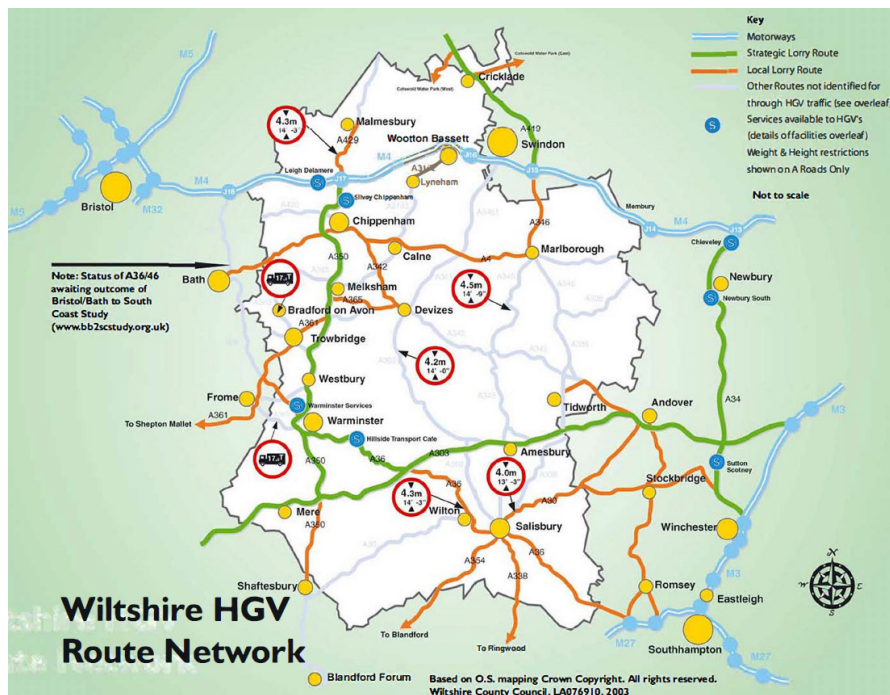 Key
Motorways
Strategic Lorry Route
Local Lorry Route
Other Routes not identified for
through HGV traffic (see overleaf
Services available to HGV's
(details of facilities overleaf)
Weight & Height restrictions
shown on A Roads Only
Not to scale
M5
Cotswold Water Park (East)
Cotswold Water Park (West)
Cricklade
4.3m
14' -3"
Malmesbury
A429
A419
Wootton Bassett
Swindon
M4
J16
Leigh Delamere
J17
Lyneham
J15
M4
J18
Bristol
M32
M5
Silvey Chippenham
Membury
M4
J14
J13
Chieveley
Chippenham
A346
A350
Calne
A4
Marlborough
Note: Status of A36/46
awaiting outcome of
Bristol/Bath to South
Coast Study
(www.bb2scstudy.org.uk)
Bath
A342
Newbury
Newbury South
Melksham
A365
4.5m
14' -9"
Bradford on Avon
Devizes
A361
Trowbridge
4.2m
14' -0"
Westbury
Frome
Warminster Services
A361
To Shepton Mallet
Warminster
Tidworth
Andover
A34
M3
Hillside Transport Cafe
A303
Amesbury
A36
A350
Sutton
Scotney
4.3m
14' -3"
A36
4.0m
13' -3"
A30
Stockbridge
Mere
Wilton
Salisbury
Winchester
A350
A354
A36
A338
M3
Shaftesbury
Romsey
Eastleigh
Wiltshire HGV
Route Network
To Blandford
To Ringwood
M27
Southhampton
M27
Blandford Forum
Based on O.S. mapping Crown Copyright. All rights reserved.
Wiltshire County Council. LA076910. 2003